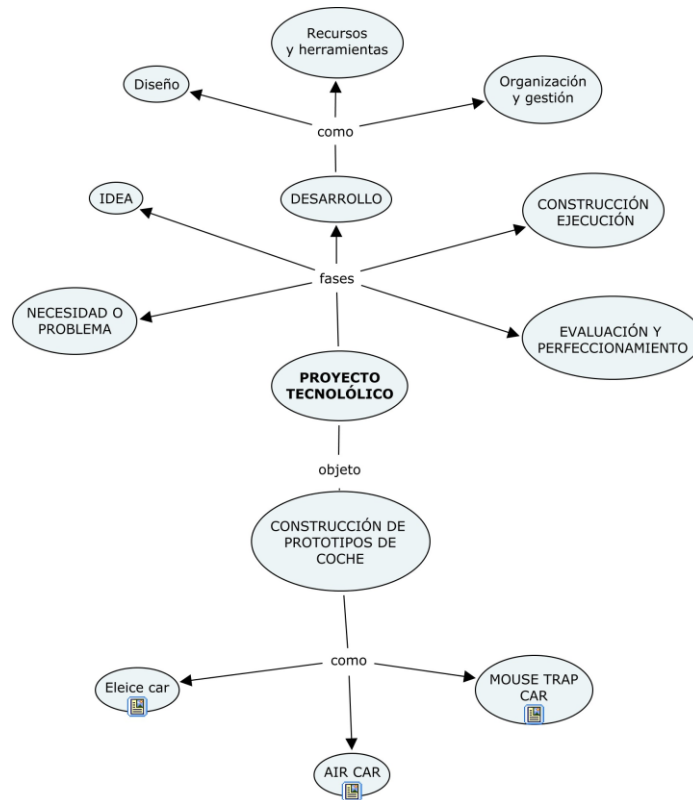 Recursos
y herramientas
Diseño
Organización
y gestión
como
IDEA
DESARROLLO
CONSTRUCCIÓN
EJECUCIÓN
fases
NECESIDAD O
PROBLEMA
EVALUACIÓN Y
PERFECCIONAMIENTO
PROYECTO
TECNOLÓLICO
objeto
CONSTRUCCIÓN DE
PROTOTIPOS DE
COCHE
como
Eleice car
MOUSE TRAP
CAR
AIR CAR